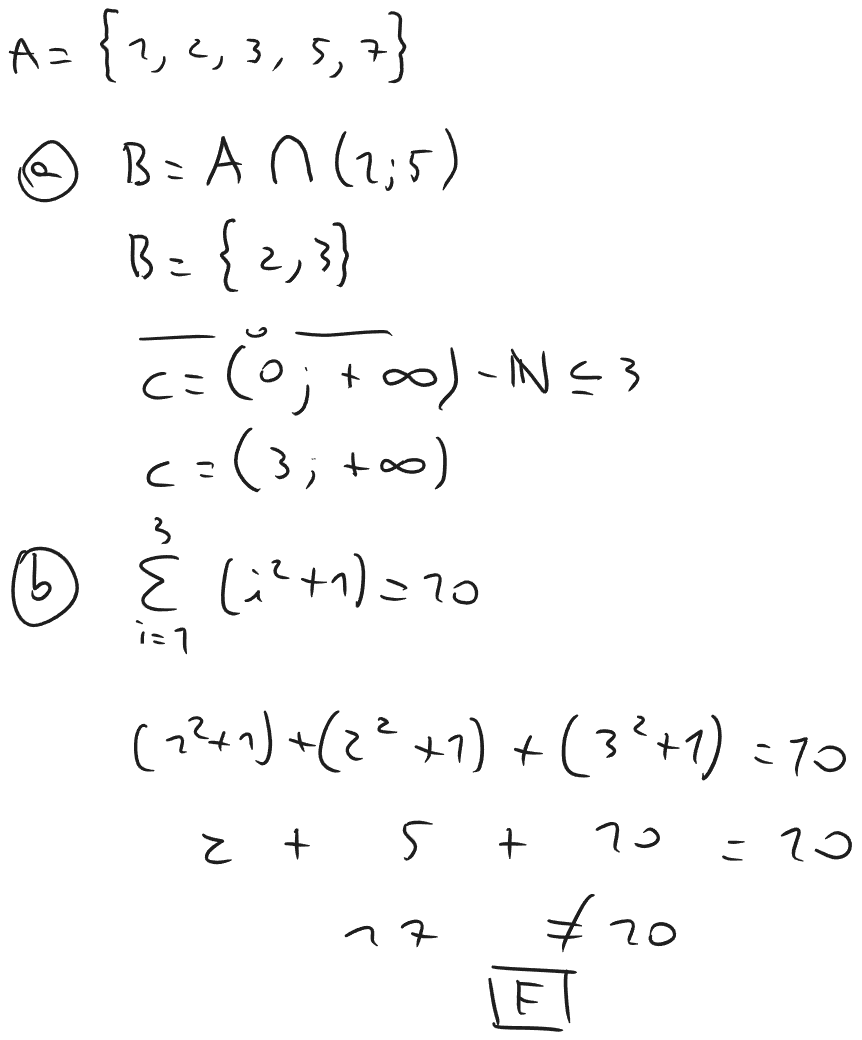 A = {1, 2, 3, 5, 7}
ⓐ B = A ∩ (1; 5)
B = {2, 3}
C = (0; +∞) - ℕ ≤ 3
C = (3; +∞)
ⓑ 3
∑ (i²+1) = 10
i=1
(1²+1) + (2²+1) + (3²+1) = 10
2 + 5 + 10 = 10
17 ≠ 10
F